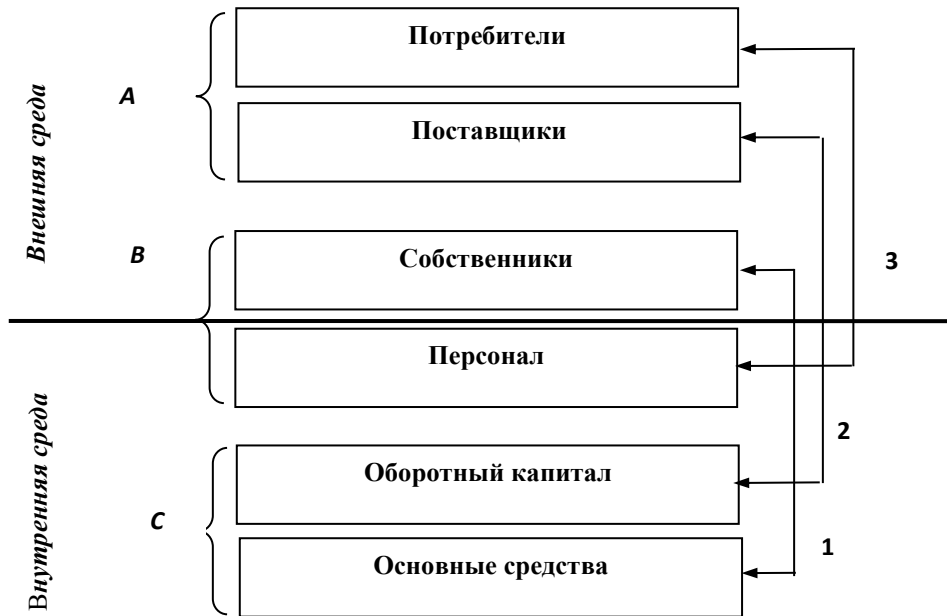 Внешняя среда
A
Потребители
Поставщики
B
Собственники
3
Персонал
Внутренняя среда
2
C
Оборотный капитал
1
Основные средства